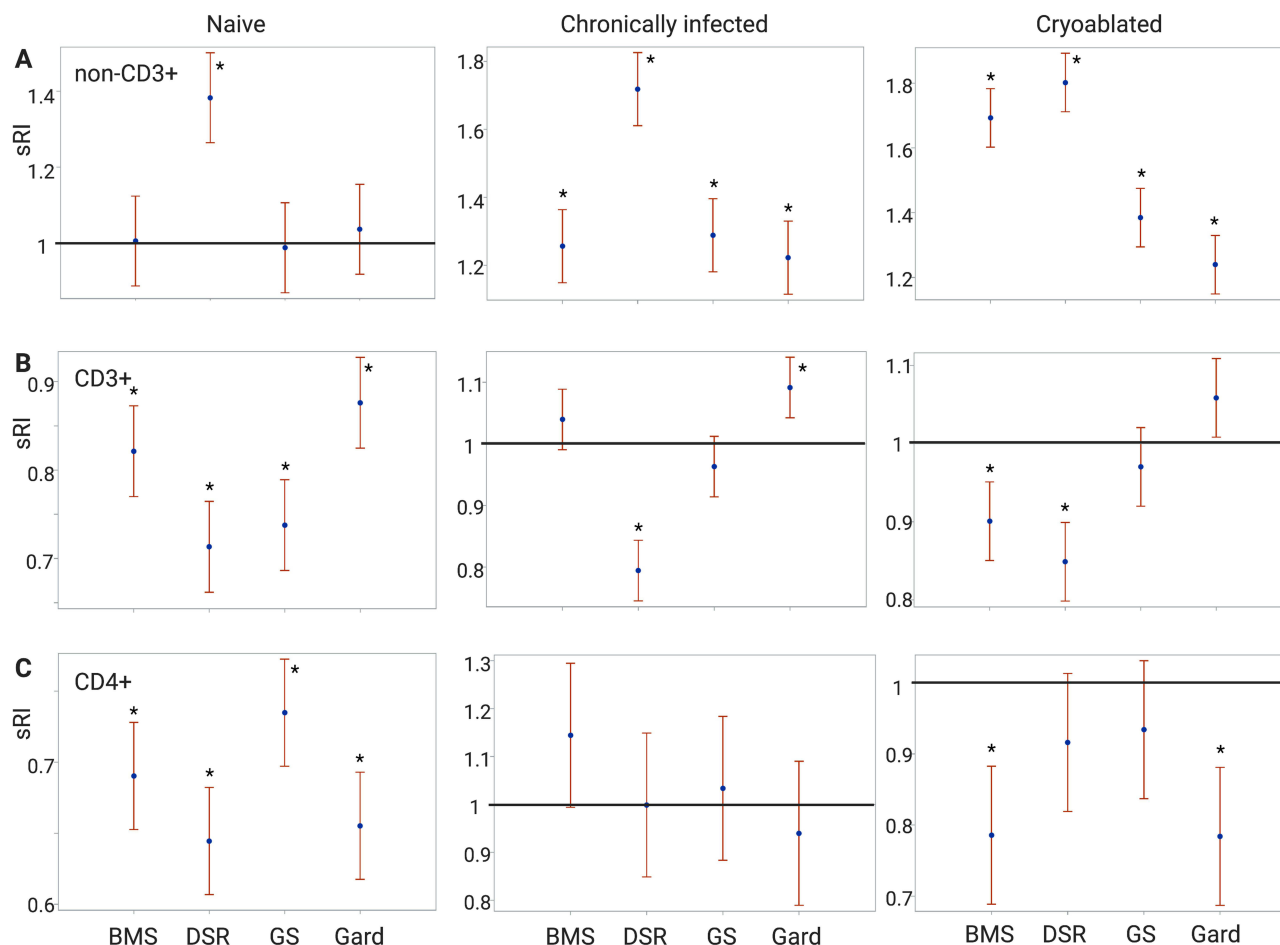 Naive Chronically infected Cryoablated
A
non-CD3+
sRI
1.4
1.2
1
*
1.8
1.6
1.4
1.2
* * * *
1.8
1.6
1.4
1.2
* * * *
B
CD3+
sRI
0.9
0.8
0.7
* * * *
1.1
1
0.9
0.8
* *
1.1
1
0.9
0.8
* *
C
CD4+
sRI
0.7
0.6
* * * *
1.3
1.2
1.1
1
0.9
0.8
1
0.9
0.8
0.7
* *
BMS DSR GS Gard BMS DSR GS Gard BMS DSR GS Gard